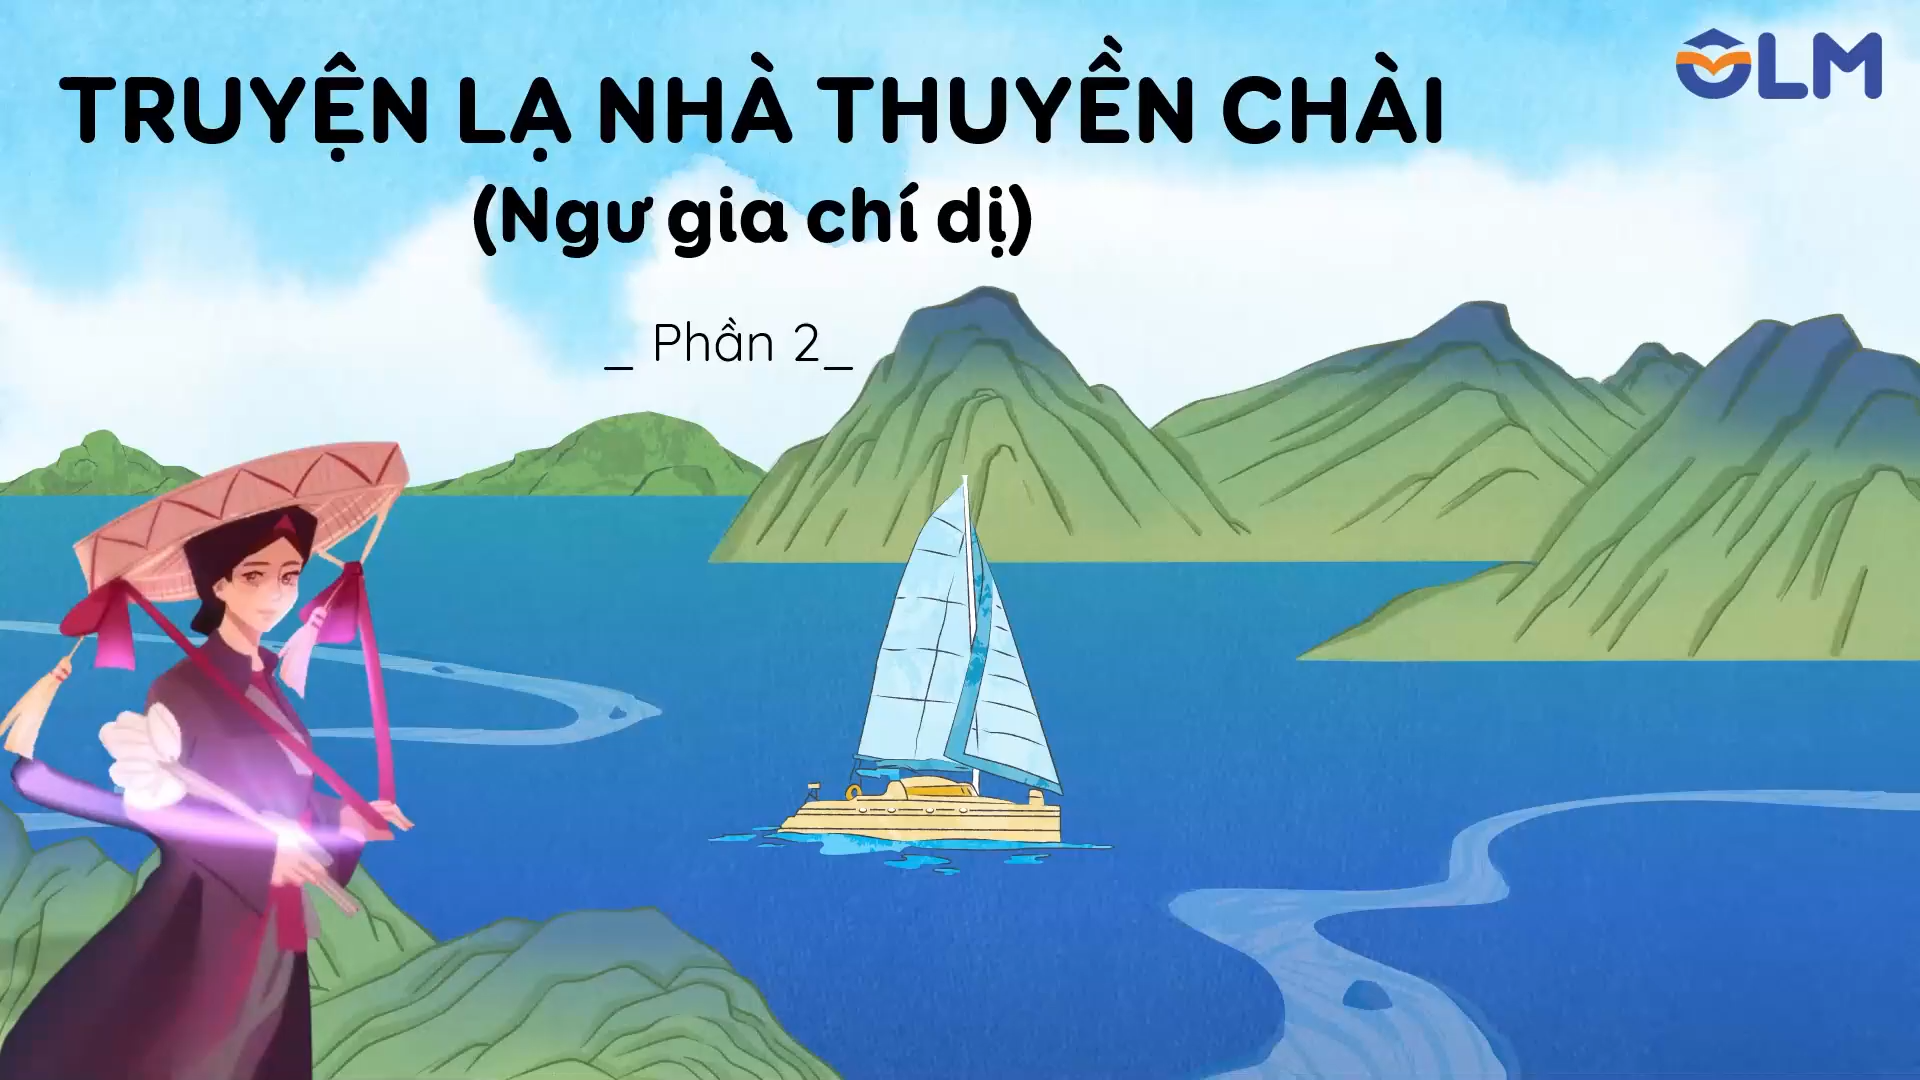 TRUYỆN LẠ NHÀ THUYỀN CHÀI
OLM
(Ngư gia chí dị)
_ Phần 2_